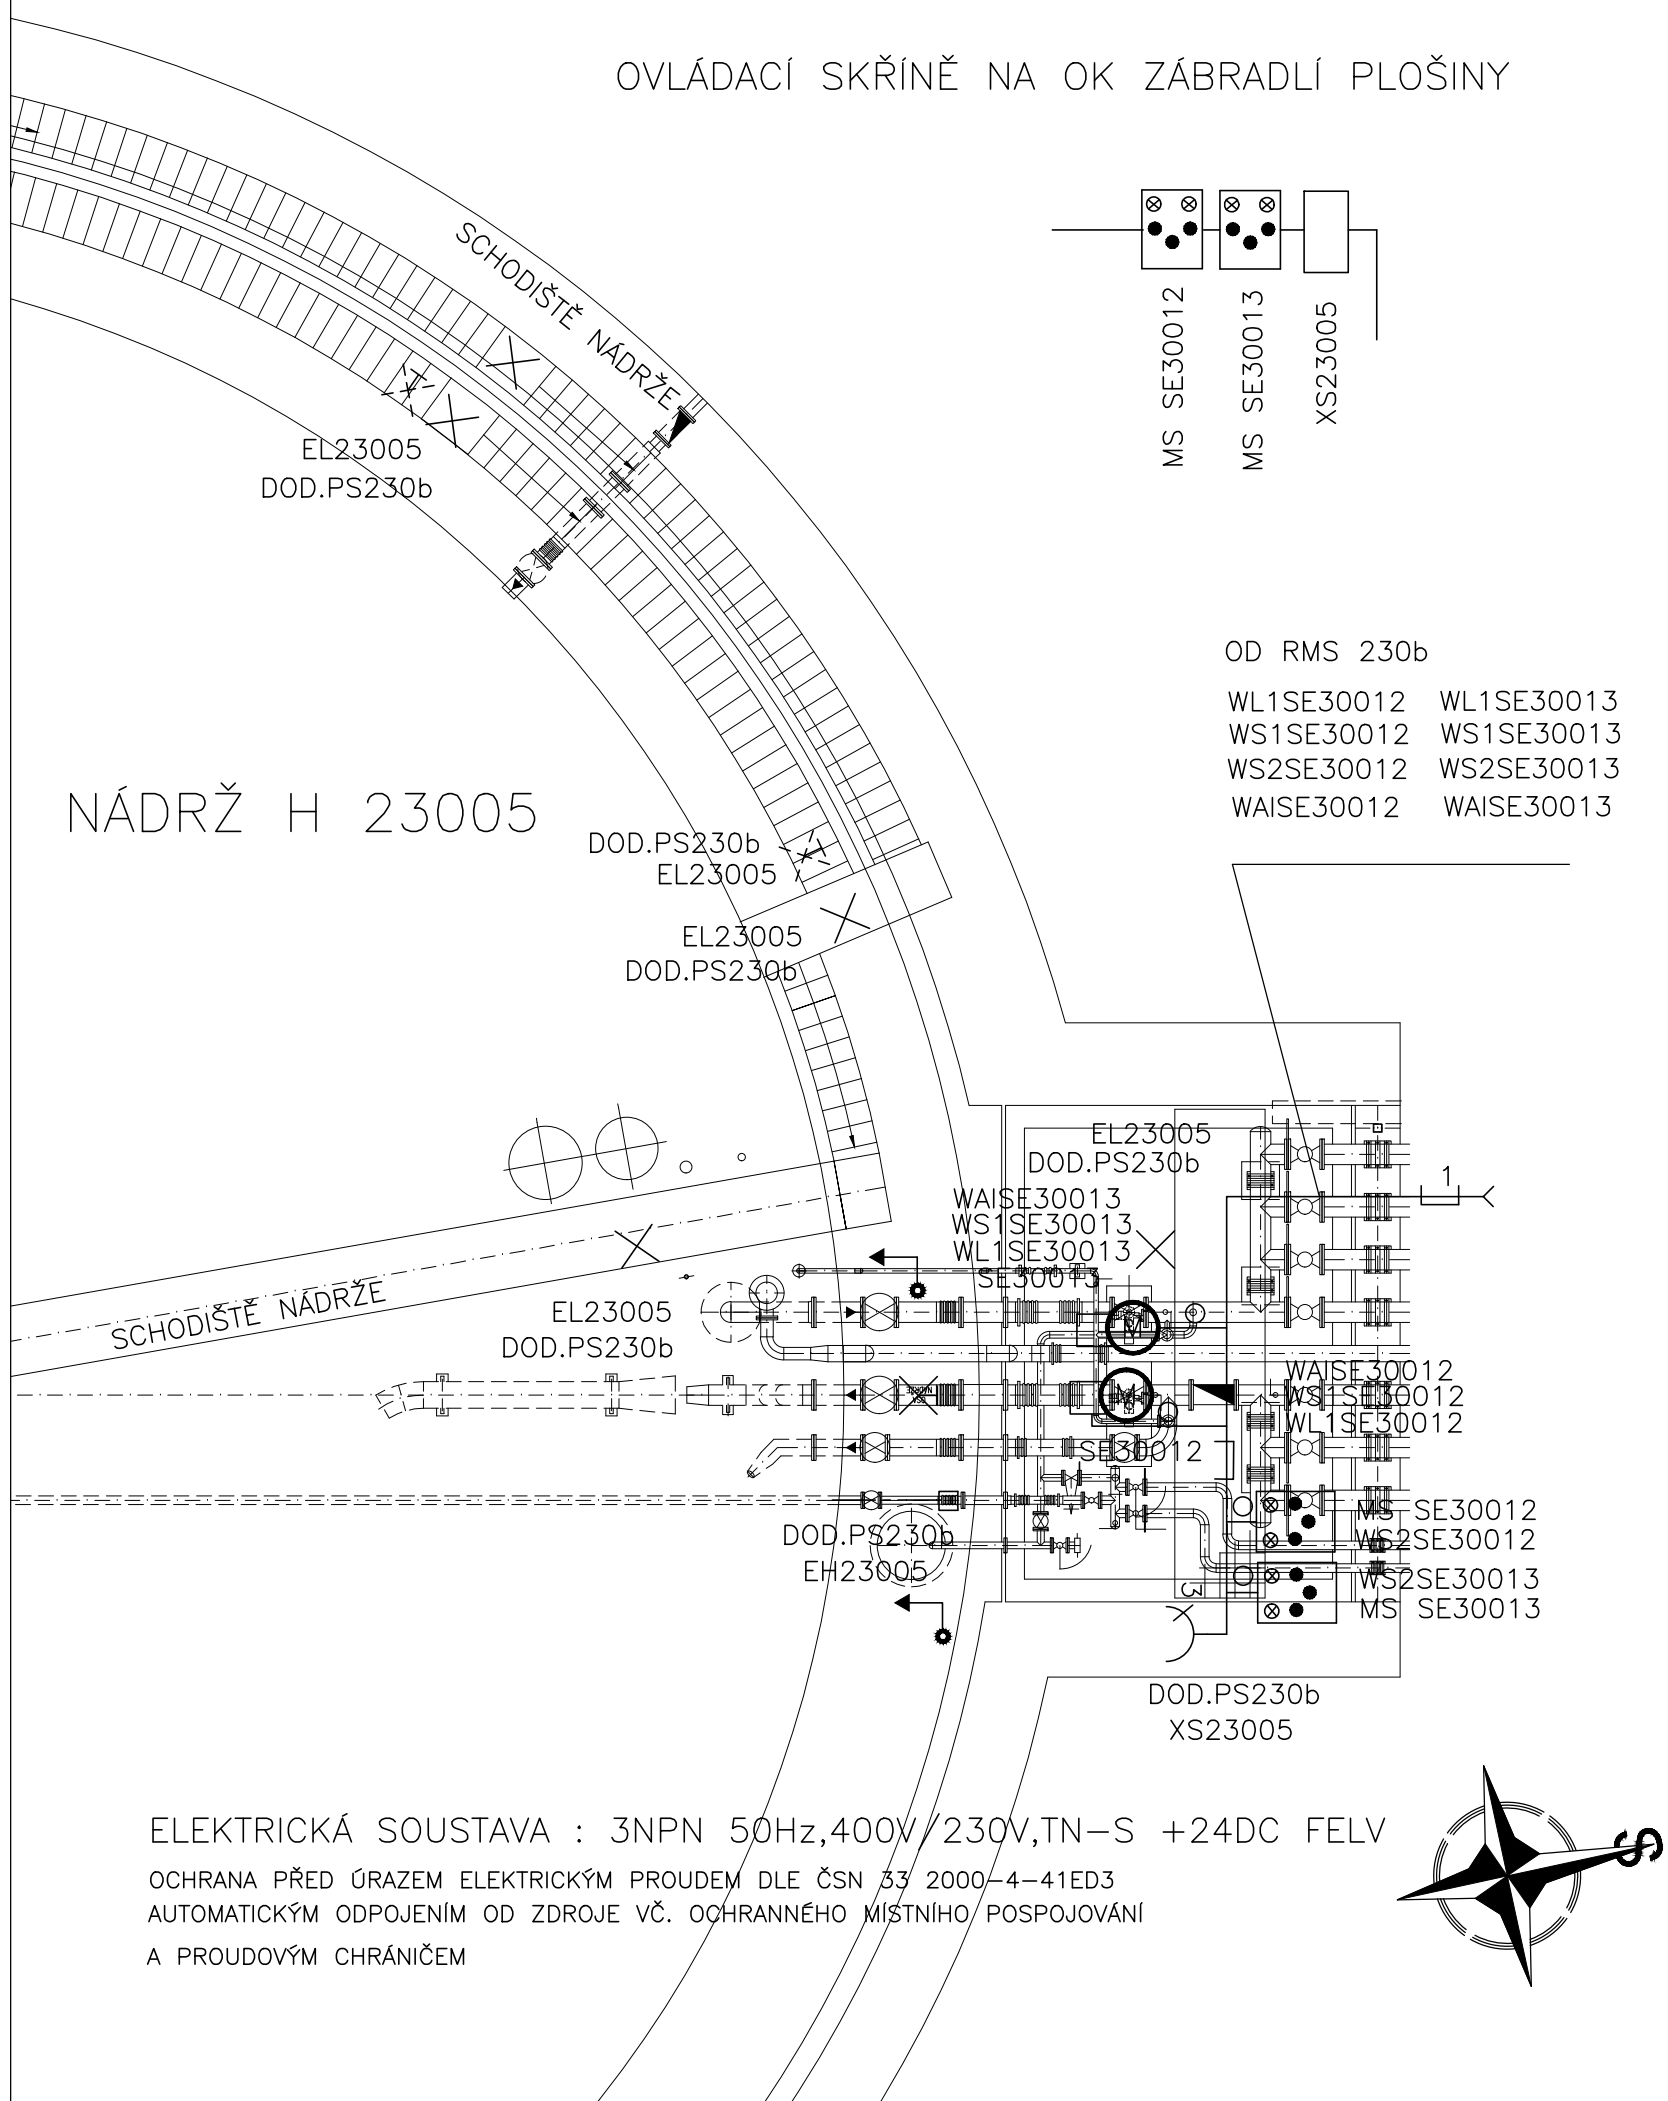 OVLÁDACÍ SKŘÍNĚ NA OK ZÁBRADLÍ PLOŠINY
MS SE30012
MS SE30013
XS23005
SCHODIŠTĚ NÁDRŽE
EL23005
DOD.PS230b
OD RMS 230b
WL1SE30012 WL1SE30013
WS1SE30012 WS1SE30013
WS2SE30012 WS2SE30013
WAISE30012 WAISE30013
NÁDRŽ H 23005
DOD.PS230b
EL23005
EL23005
DOD.PS230b
EL23005
DOD.PS230b
1
WAISE30013
WS1SE30013
WL1SE30013
SE30013
SCHODIŠTĚ NÁDRŽE
EL23005
DOD.PS230b
M
M
OSA NÁDRŽE
WAISE30012
WS1SE30012
WL1SE30012
SE30012
DOD.PS230b
EH23005
MS SE30012
WS2SE30012
WS2SE30013
MS SE30013
3
DOD.PS230b
XS23005
ELEKTRICKÁ SOUSTAVA : 3NPN 50Hz,400V/230V,TN-S +24DC FELV
OCHRANA PŘED ÚRAZEM ELEKTRICKÝM PROUDEM DLE ČSN 33 2000-4-41ED3
AUTOMATICKÝM ODPOJENÍM OD ZDROJE VČ. OCHRANNÉHO MÍSTNÍHO POSPOJOVÁNÍ
A PROUDOVÝM CHRÁNIČEM
S